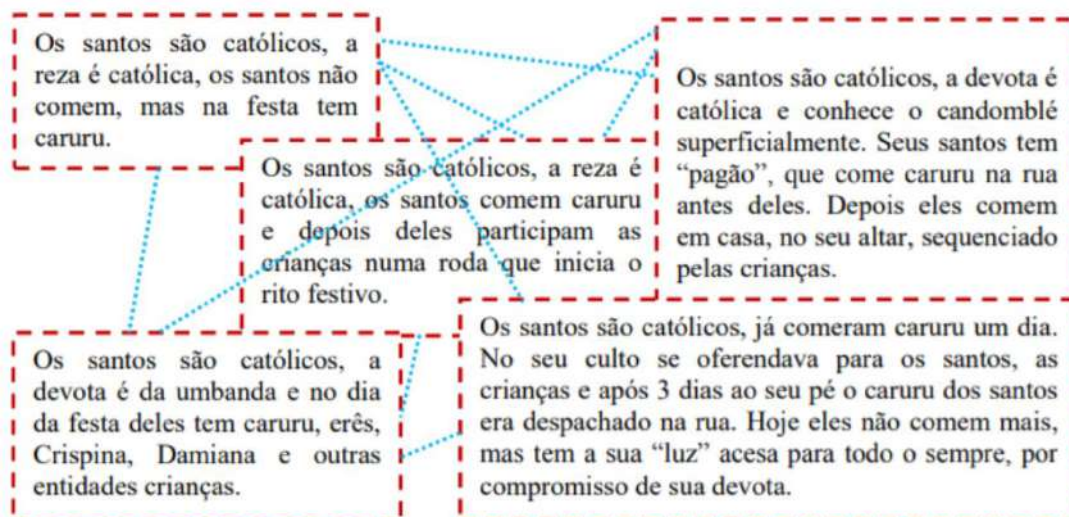 Os santos são católicos, a
reza é católica, os santos não
comem, mas na festa tem
caruru.
Os santos são católicos, a devota é
católica e conhece o candomblé
superficialmente. Seus santos tem
“pagão”, que come caruru na rua
antes deles. Depois eles comem
em casa, no seu altar, sequenciado
pelas crianças.
Os santos são católicos, a reza é
católica, os santos comem caruru
e depois deles participam as
crianças numa roda que inicia o
rito festivo.
Os santos são católicos, a
devota é da umbanda e no dia
da festa deles tem caruru, erês,
Crispina, Damiana e outras
entidades crianças.
Os santos são católicos, já comeram caruru um dia.
No seu culto se oferendava para os santos, as
crianças e após 3 dias ao seu pé o caruru dos santos
era despachado na rua. Hoje eles não comem mais,
mas tem a sua “luz” acesa para todo o sempre, por
compromisso de sua devota.